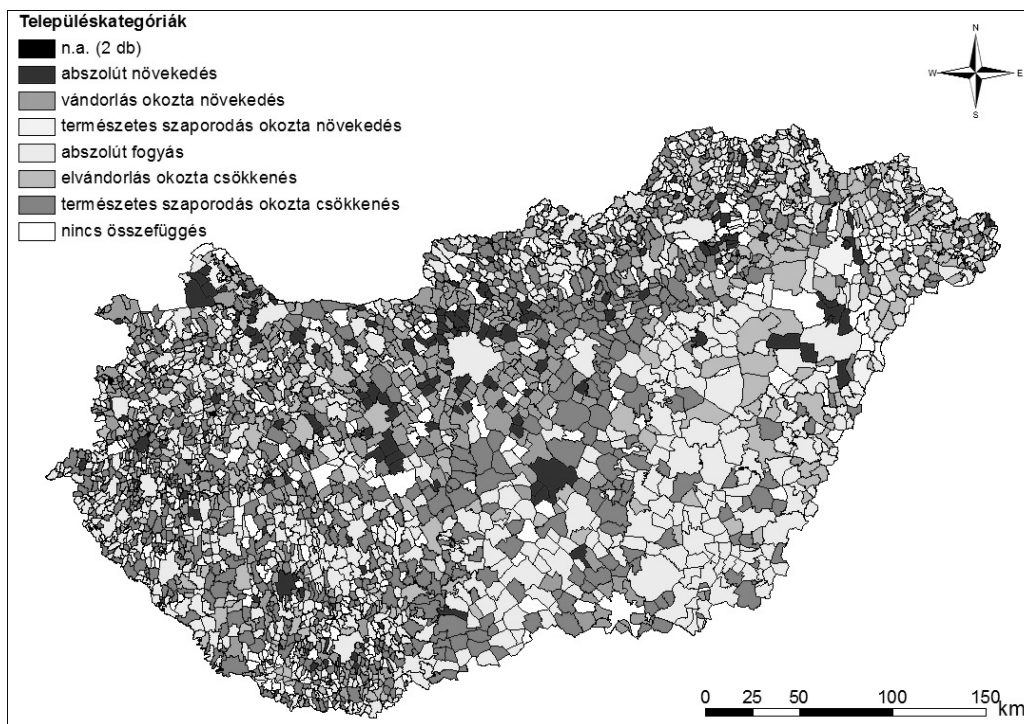 Településkategóriák
n.a. (2 db)
abszolút növekedés
vándorlás okozta növekedés
természetes szaporodás okozta növekedés
abszolút fogyás
elvándorlás okozta csökkenés
természetes szaporodás okozta csökkenés
nincs összefüggés
N
W E
S
0 25 50 100 150
km